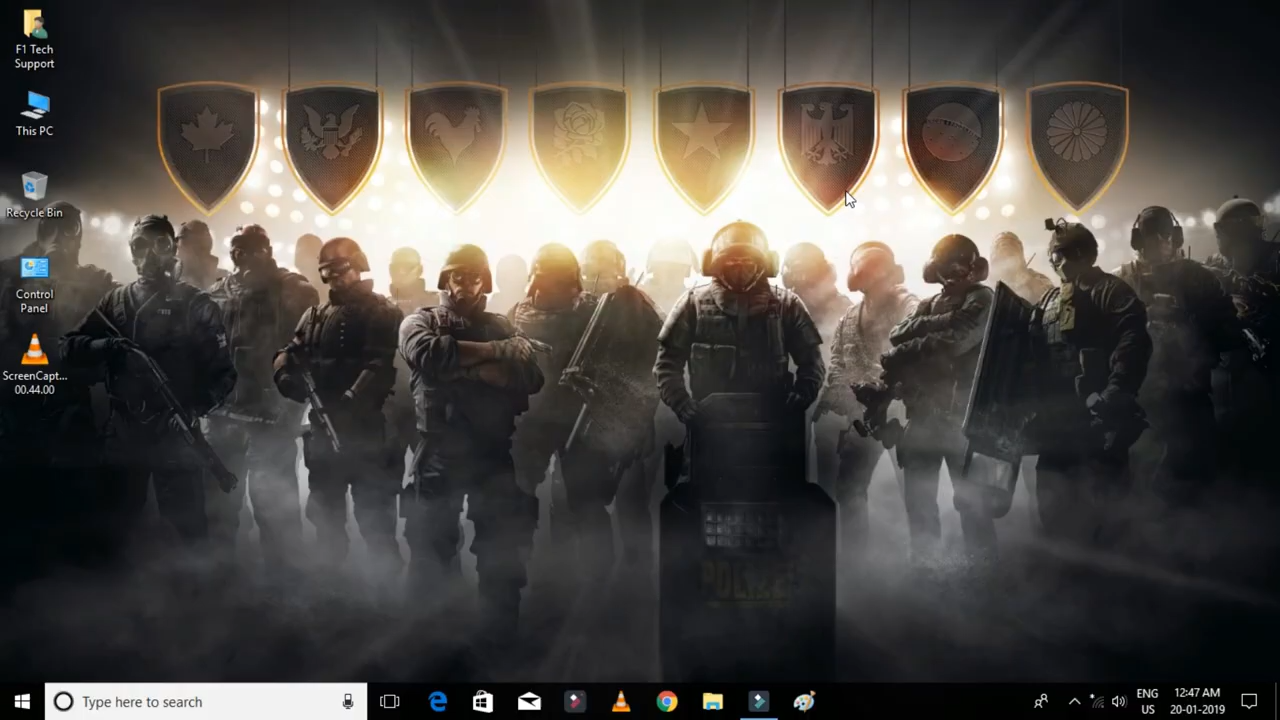 F1 Tech
Support
This PC
Recycle Bin
Control
Panel
ScreenCapt...
00.44.00
POLIZEI
Type here to search
ENG
US
12:47 AM
20-01-2019